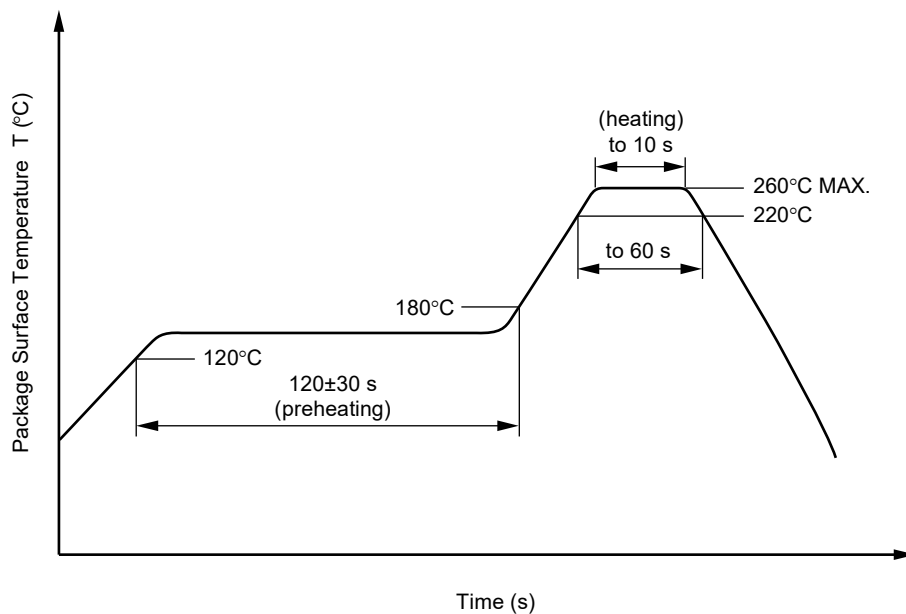 Package Surface Temperature T (°C)
(heating)
to 10 s
260°C MAX.
220°C
to 60 s
180°C
120°C
120±30 s
(preheating)
Time (s)